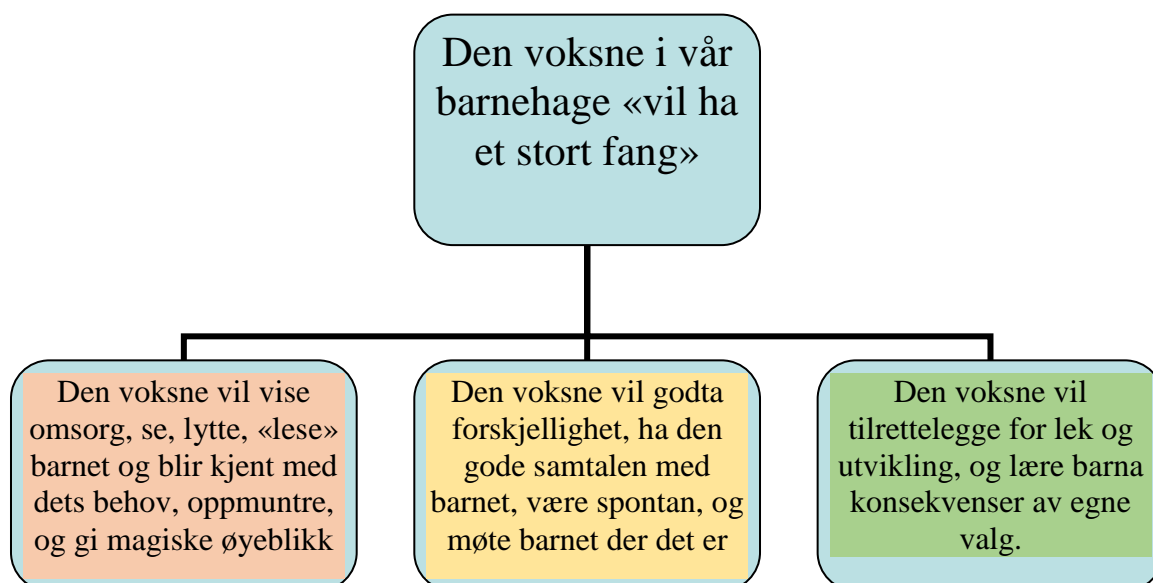 Den voksne i vår
barnehage «vil ha
et stort fang»
Den voksne vil vise
omsorg, se, lytte, «lese»
barnet og blir kjent med
dets behov, oppmuntre,
og gi magiske øyeblikk
Den voksne vil godta
forskjellighet, ha den
gode samtalen med
barnet, være spontan, og
møte barnet der det er
Den voksne vil
tilrettelegge for lek og
utvikling, og lære barna
konsekvenser av egne
valg.